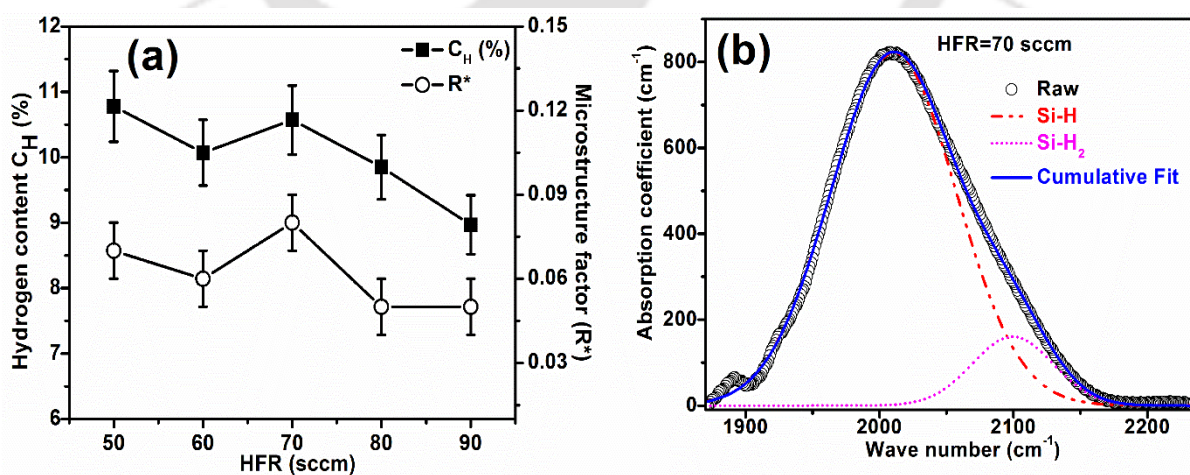 (a)
C_H (%)
R*
12
11
10
9
8
7
6
Hydrogen content C_H (%)
0.15
0.12
0.09
0.06
0.03
Microstructure factor (R*)
50 60 70 80 90
HFR (sccm)
(b)
HFR=70 sccm
Raw
Si-H
Si-H₂
Cumulative Fit
800
600
400
200
0
Absorption coefficient (cm⁻¹)
1900 2000 2100 2200
Wave number (cm⁻¹)